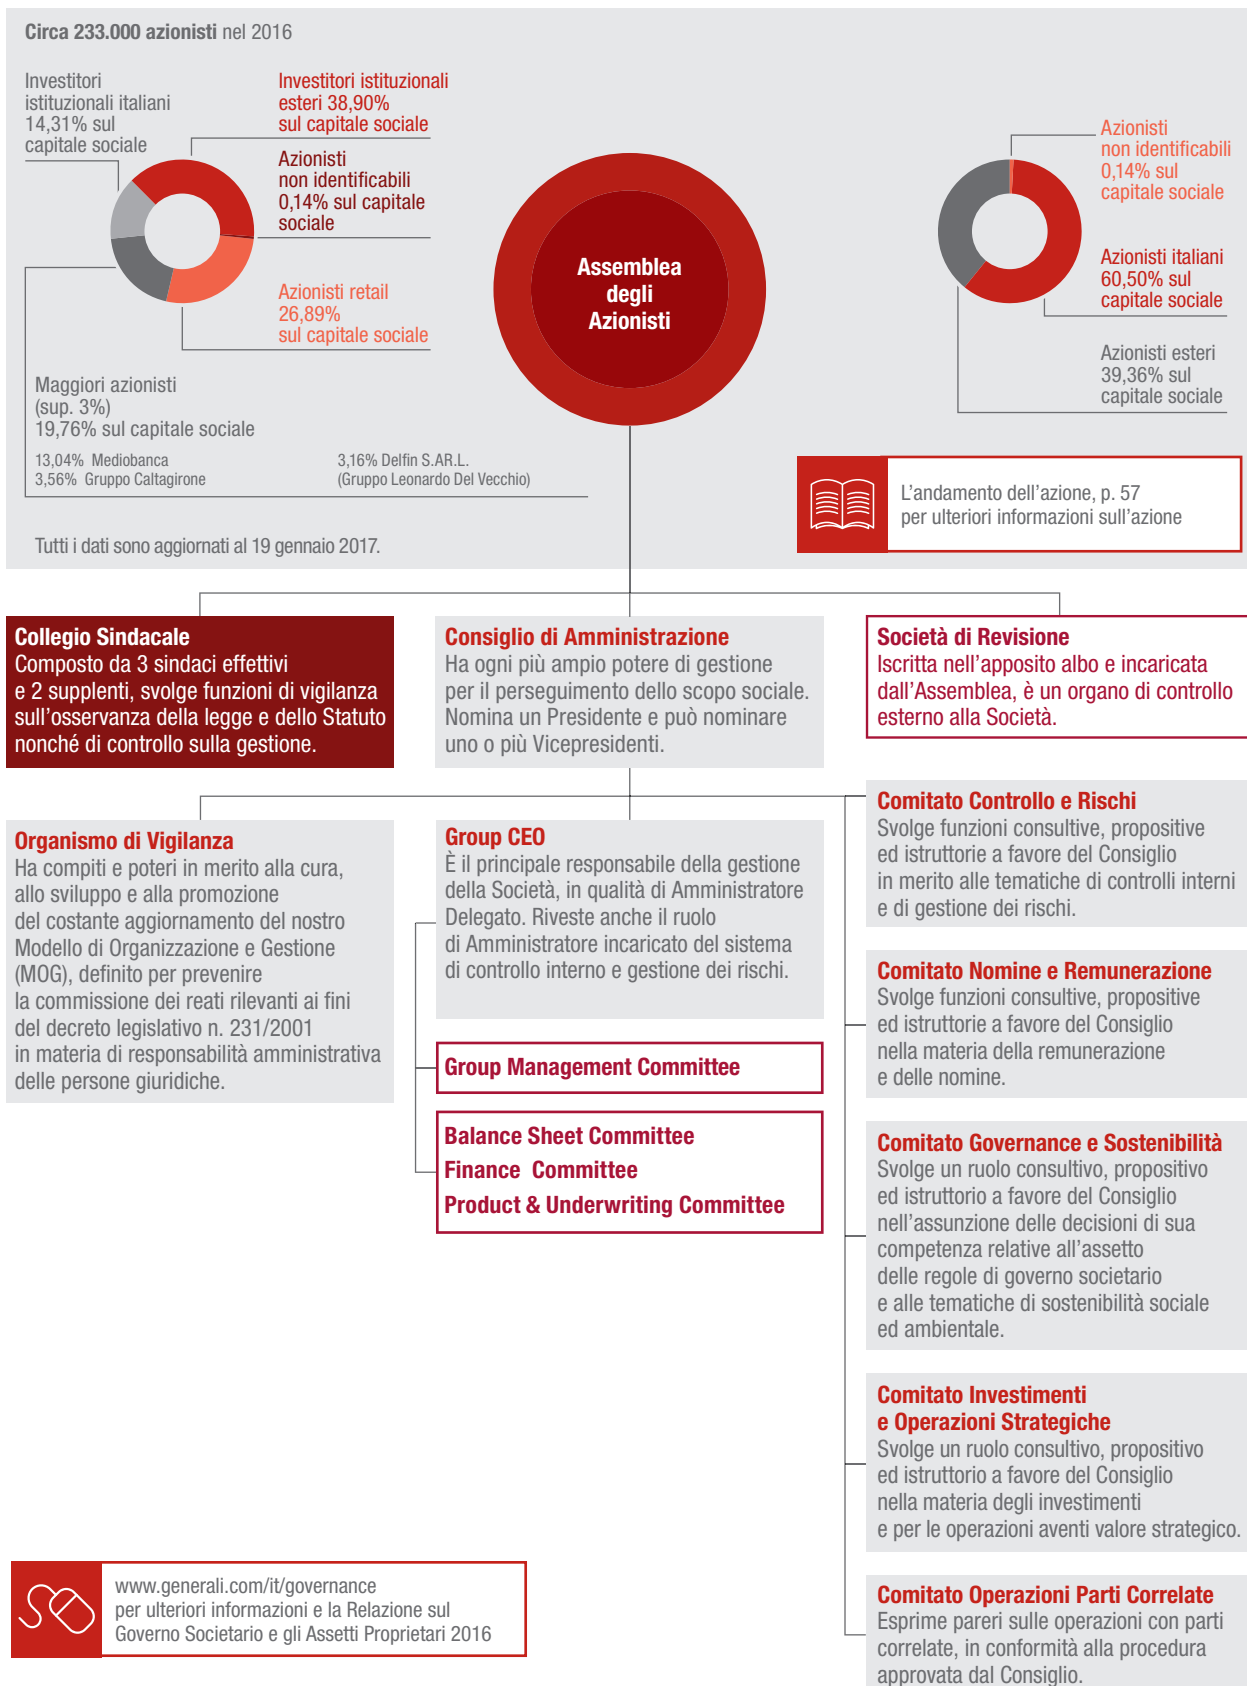 Circa 233.000 azionisti nel 2016
Investitori
istituzionali italiani
14,31% sul
capitale sociale
Investitori istituzionali
esteri 38,90%
sul capitale sociale
Azionisti
non identificabili
0,14% sul capitale
sociale
Azionisti retail
26,89%
sul capitale sociale
Maggiori azionisti
(sup. 3%)
19,76% sul capitale sociale
13,04% Mediobanca
3,56% Gruppo Caltagirone
3,16% Delfin S.AR.L.
(Gruppo Leonardo Del Vecchio)
Tutti i dati sono aggiornati al 19 gennaio 2017.
Assemblea
degli
Azionisti
Azionisti
non identificabili
0,14% sul
capitale sociale
Azionisti italiani
60,50% sul
capitale sociale
Azionisti esteri
39,36% sul
capitale sociale
L'andamento dell'azione, p. 57
per ulteriori informazioni sull'azione
Collegio Sindacale
Composto da 3 sindaci effettivi
e 2 supplenti, svolge funzioni di vigilanza
sull'osservanza della legge e dello Statuto
nonché di controllo sulla gestione.
Consiglio di Amministrazione
Ha ogni più ampio potere di gestione
per il perseguimento dello scopo sociale.
Nomina un Presidente e può nominare
uno o più Vicepresidenti.
Società di Revisione
Iscritta nell'apposito albo e incaricata
dall'Assemblea, è un organo di controllo
esterno alla Società.
Organismo di Vigilanza
Ha compiti e poteri in merito alla cura,
allo sviluppo e alla promozione
del costante aggiornamento del nostro
Modello di Organizzazione e Gestione
(MOG), definito per prevenire
la commissione dei reati rilevanti ai fini
del decreto legislativo n. 231/2001
in materia di responsabilità amministrativa
delle persone giuridiche.
Group CEO
È il principale responsabile della gestione
della Società, in qualità di Amministratore
Delegato. Riveste anche il ruolo
di Amministratore incaricato del sistema
di controllo interno e gestione dei rischi.
Group Management Committee
Balance Sheet Committee
Finance Committee
Product & Underwriting Committee
Comitato Controllo e Rischi
Svolge funzioni consultive, propositive
ed istruttorie a favore del Consiglio
in merito alle tematiche di controlli interni
e di gestione dei rischi.
Comitato Nomine e Remunerazione
Svolge funzioni consultive, propositive
ed istruttorie a favore del Consiglio
nella materia della remunerazione
e delle nomine.
Comitato Governance e Sostenibilità
Svolge un ruolo consultivo, propositivo
ed istruttorio a favore del Consiglio
nell'assunzione delle decisioni di sua
competenza relative all'assetto
delle regole di governo societario
e alle tematiche di sostenibilità sociale
ed ambientale.
Comitato Investimenti
e Operazioni Strategiche
Svolge un ruolo consultivo, propositivo
ed istruttorio a favore del Consiglio
nella materia degli investimenti
e per le operazioni aventi valore strategico.
Comitato Operazioni Parti Correlate
Esprime pareri sulle operazioni con parti
correlate, in conformità alla procedura
approvata dal Consiglio.
www.generali.com/it/governance
per ulteriori informazioni e la Relazione sul
Governo Societario e gli Assetti Proprietari 2016